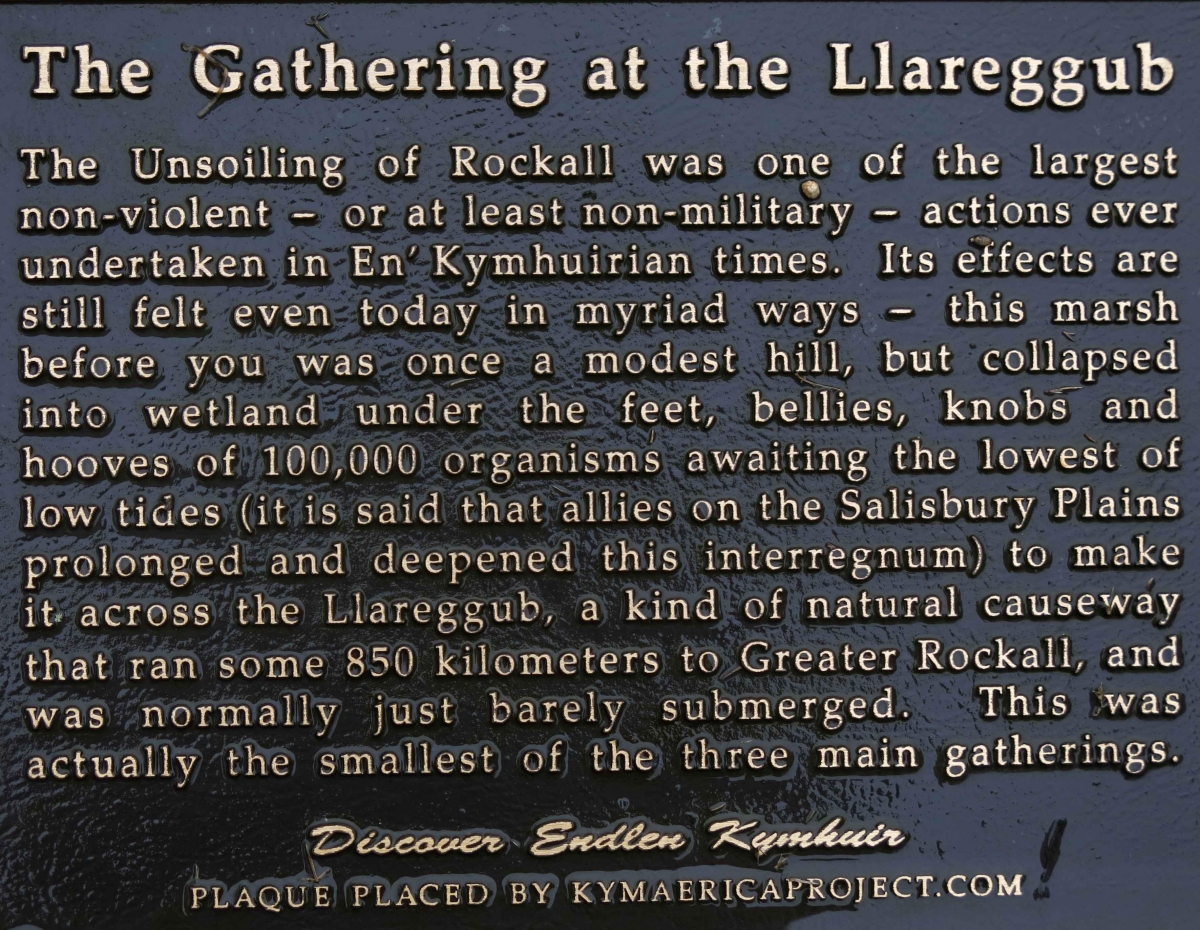 The Gathering at the Llareggub
The Unsoiling of Rockall was one of the largest
non-violent – or at least non-military – actions ever
undertaken in En' Kymhuirian times. Its effects are
still felt even today in myriad ways – this marsh
before you was once a modest hill, but collapsed
into wetland under the feet, bellies, knobs and
hooves of 100,000 organisms awaiting the lowest of
low tides (it is said that allies on the Salisbury Plains
prolonged and deepened this interregnum) to make
it across the Llareggub, a kind of natural causeway
that ran some 850 kilometers to Greater Rockall, and
was normally just barely submerged. This was
actually the smallest of the three main gatherings.
Discover Endlen Kymhuir
PLAQUE PLACED BY KYMAERICAPROJECT.COM